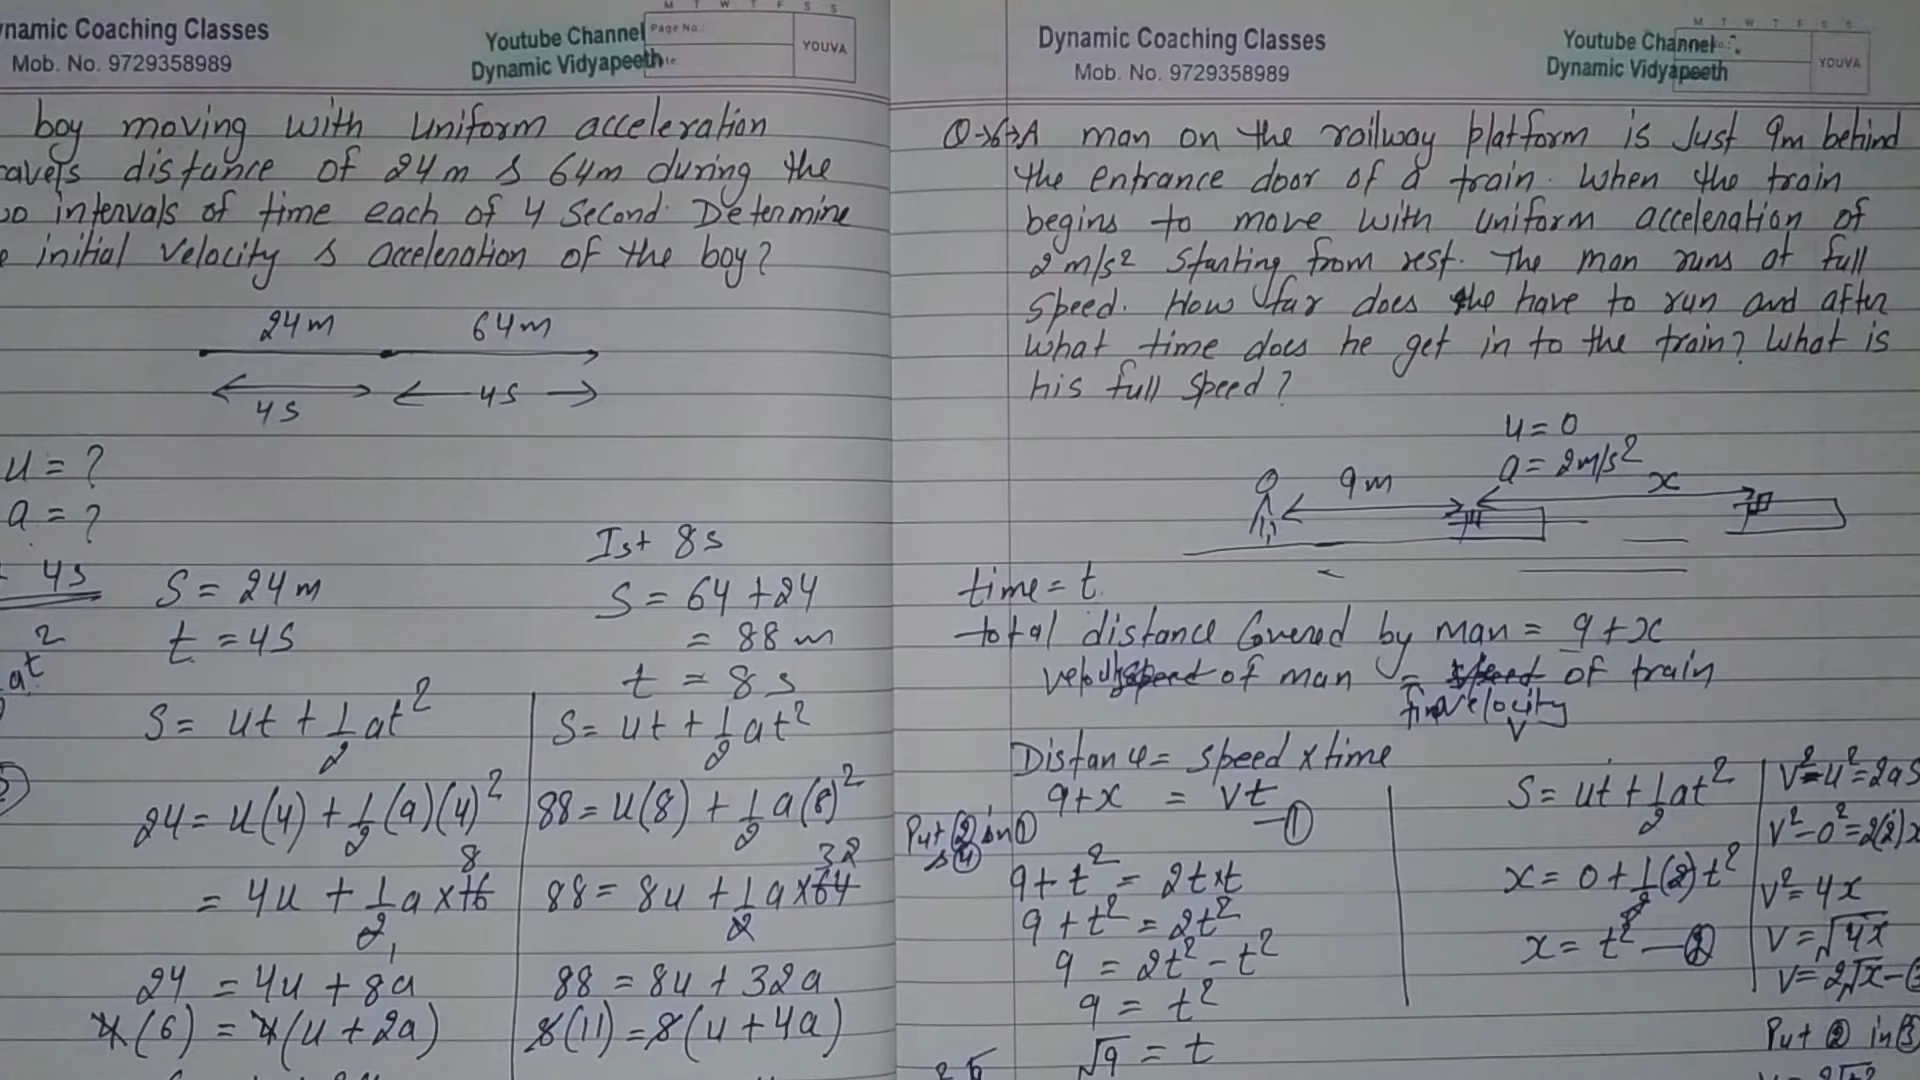 namic Coaching Classes
Mob. No. 9729358989
Youtube Channel
Dynamic Vidyapeeth
M T W T F S S
Page No.
YOUVA
boy moving with uniform acceleration
avels distance of 24m & 64m during the
intervals of time each of 4 Second. Determine
initial velocity & acceleration of the boy?
24m 64m
4s 4s
u = ?
a = ?
4s
S = 24m
t = 4s
at²
S = ut + 1/2 at²
24 = u(4) + 1/2 (a)(4)²
8
= 4u + 1/2 a × 16
24 = 4u + 8a
4(6) = 4(u + 2a)
Ist 8s
S = 64 + 24
= 88m
t = 8s
S = ut + 1/2 at²
88 = u(8) + 1/2 a(8)²
32
88 = 8u + 1/2 a × 64
88 = 8u + 32a
8(11) = 8(u + 4a)
Dynamic Coaching Classes
Mob. No. 9729358989
Youtube Channel
Dynamic Vidyapeeth
M T W T F S S
YOUVA
Q→6→A man on the railway platform is Just 9m behind
the entrance door of a train. When the train
begins to move with uniform acceleration of
2m/s² Starting from rest. The man runs at full
Speed. How far does he have to run and after
What time does he get in to the train? What is
his full speed?
u = 0
a = 2m/s²
9m x
time = t.
total distance Covered by man = 9 + x
of man = of train
velocity
v
Distance = speed × time
9 + x = vt —①
Put ② in ①
& ④
9 + t² = 2t × t
9 + t² = 2t²
9 = 2t² - t²
9 = t²
√9 = t
S = ut + 1/2 at²
x = 0 + 1/2 (2) t²
x = t² —②
v² - u² = 2as
v² - 0² = 2(2)x
v² = 4x
v = √4x
v = 2√x —③
Put ② in ③